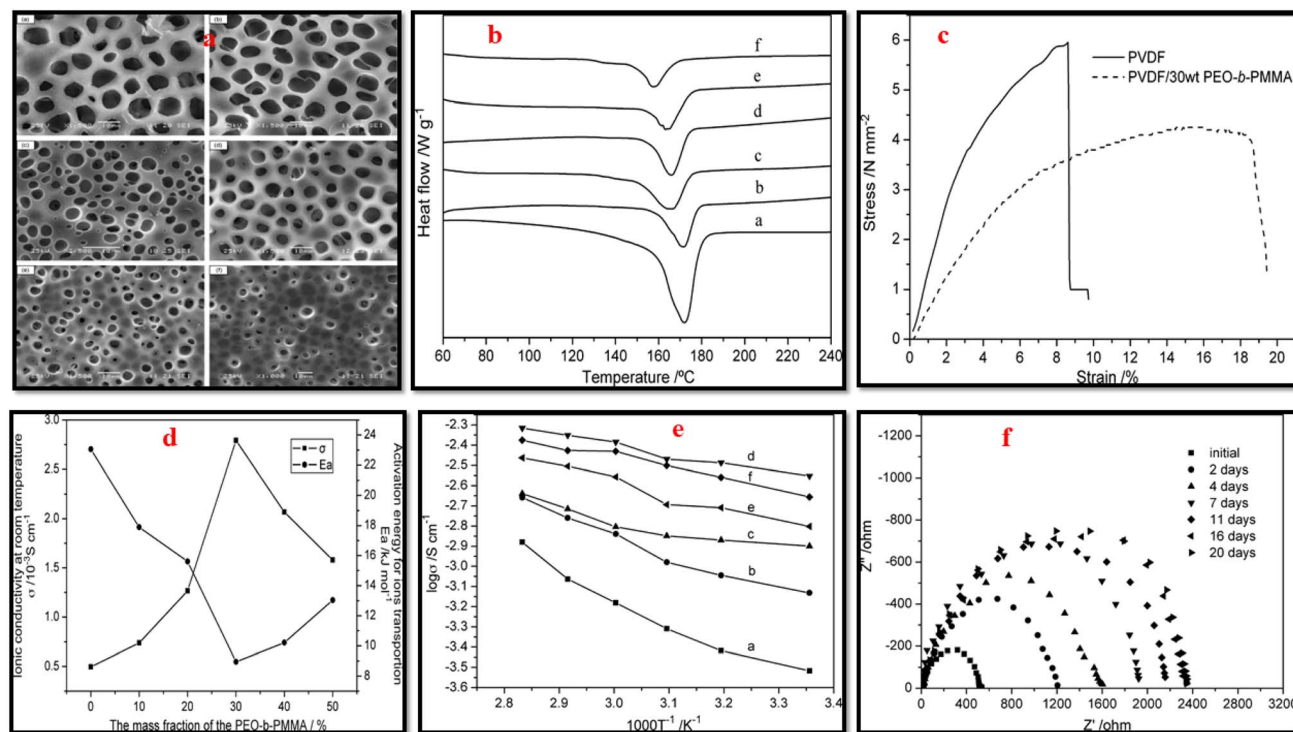 a
(a)
(b)
(c)
(d)
(e)
(f)
b
f
e
d
c
b
a
Heat flow /W g⁻¹
60 80 100 120 140 160 180 200 220 240
Temperature /ºC
c
PVDF
PVDF/30wt PEO-b-PMMA
Stress /N mm⁻²
6
5
4
3
2
1
0
0 2 4 6 8 10 12 14 16 18 20
Strain /%
d
σ
Ea
Ionic conductivity at room temperature
σ /10⁻³S cm⁻¹
3.0
2.5
2.0
1.5
1.0
0.5
Activation energy for ions transportion
Ea /kJ mol⁻¹
24
22
20
18
16
14
12
10
8
0 10 20 30 40 50
The mass fraction of the PEO-b-PMMA / %
e
logσ /S cm⁻¹
-2.3
-2.4
-2.5
-2.6
-2.7
-2.8
-2.9
-3.0
-3.1
-3.2
-3.3
-3.4
-3.5
-3.6
d
f
e
c
b
a
2.8 2.9 3.0 3.1 3.2 3.3 3.4
1000T⁻¹ /K⁻¹
f
initial
2 days
4 days
7 days
11 days
16 days
20 days
Z'' /ohm
-1200
-1000
-800
-600
-400
-200
0
0 400 800 1200 1600 2000 2400 2800 3200
Z' /ohm